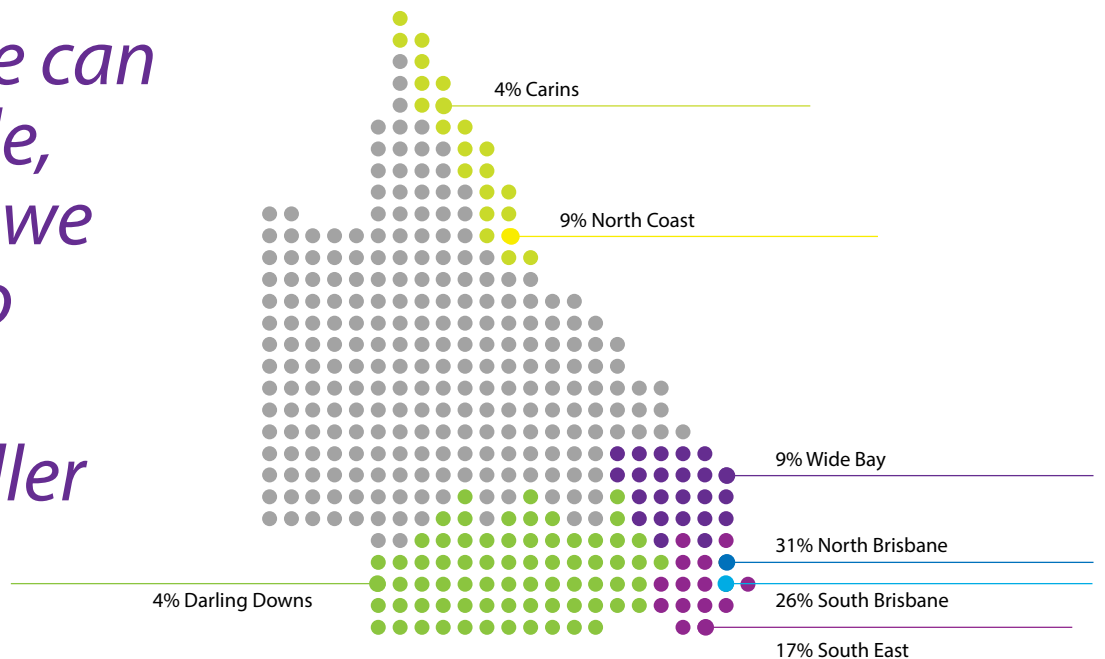 e can
le,
we
ller
4% Carins
9% North Coast
9% Wide Bay
31% North Brisbane
26% South Brisbane
4% Darling Downs
17% South East